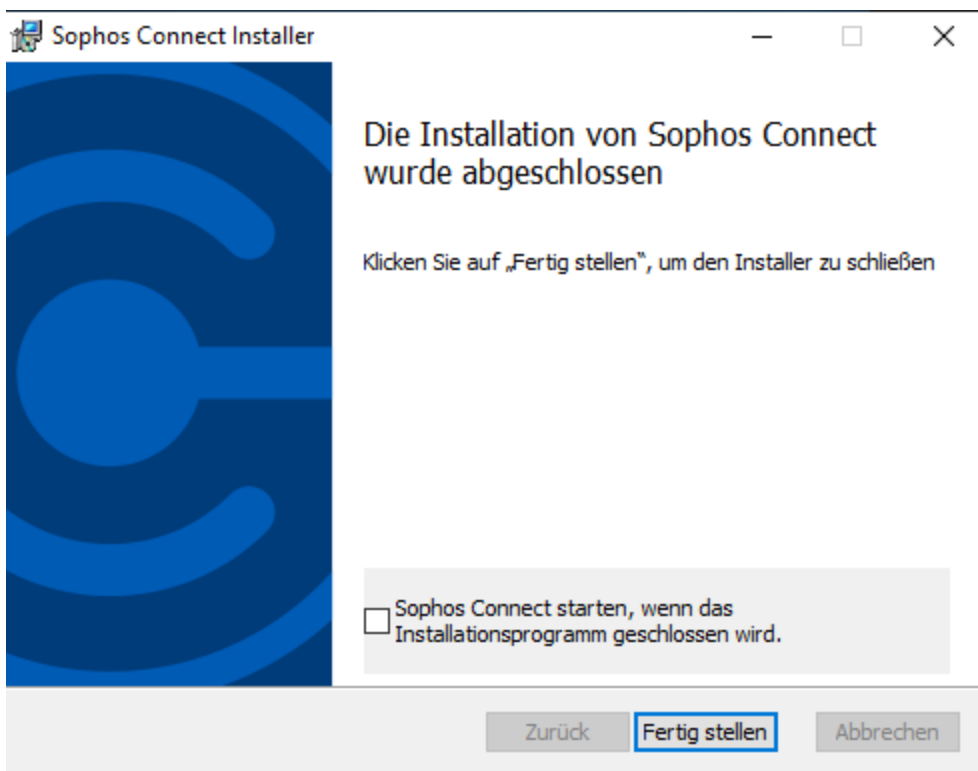 Sophos Connect Installer
Die Installation von Sophos Connect
wurde abgeschlossen
Klicken Sie auf „Fertig stellen“, um den Installer zu schließen
Sophos Connect starten, wenn das
Installationsprogramm geschlossen wird.
Zurück
Fertig stellen
Abbrechen